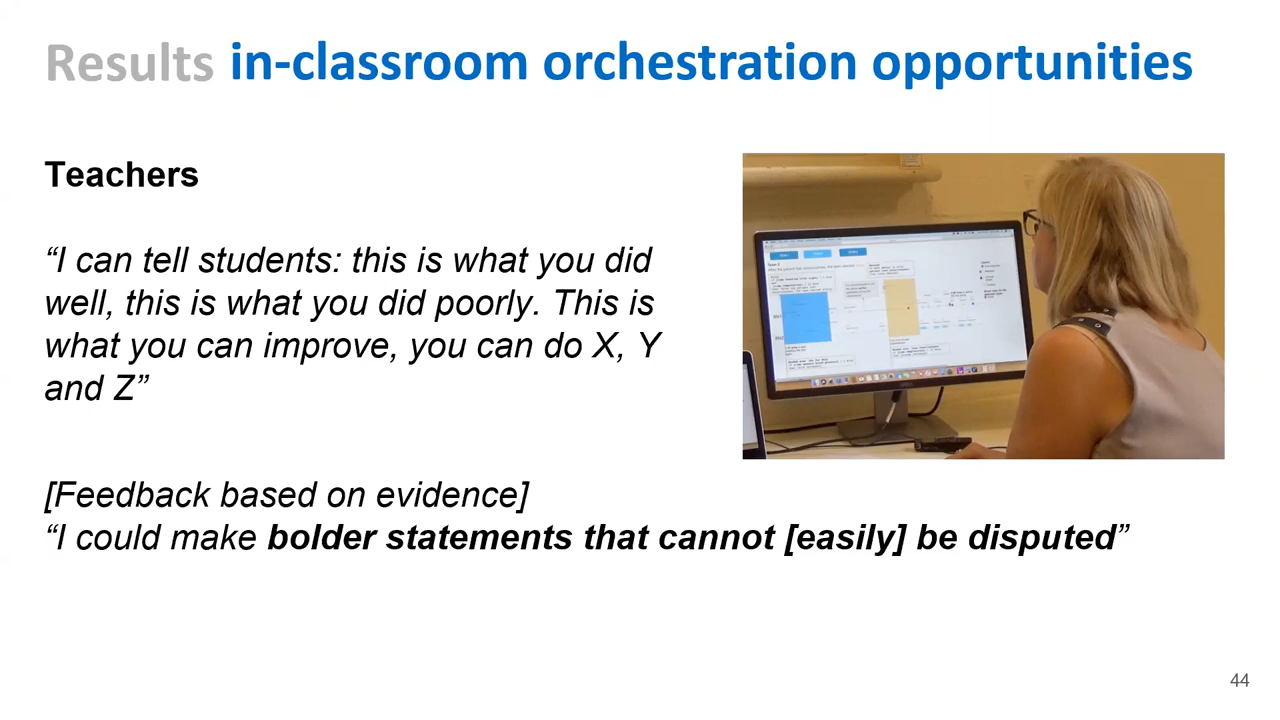 Results in-classroom orchestration opportunities
Teachers
“I can tell students: this is what you did
well, this is what you did poorly. This is
what you can improve, you can do X, Y
and Z”
[Feedback based on evidence]
“I could make bolder statements that cannot [easily] be disputed”
44